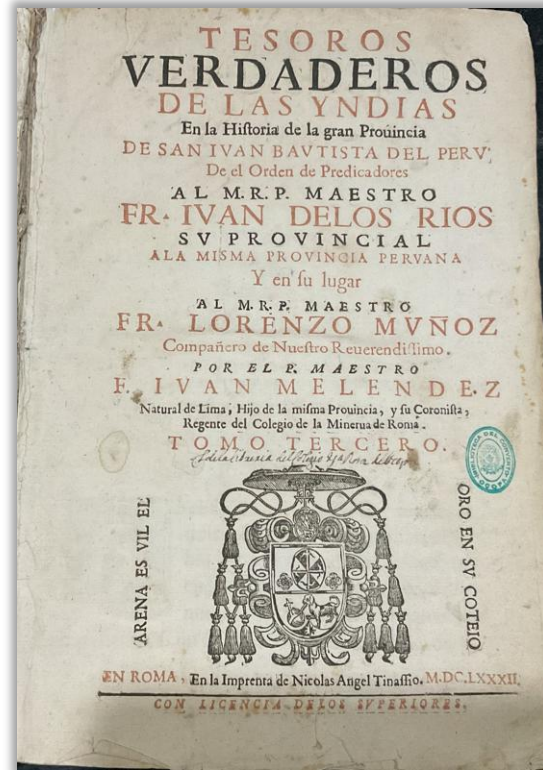 TESOROS
VERDADEROS
DE LAS YNDIAS
En la Historia de la gran Prouincia
DE SAN IVAN BAVTISTA DEL PERV
De el Orden de Predicadores
AL M.R.P. MAESTRO
FR. IVAN DELOS RIOS
SV PROVINCIAL
ALA MISMA PROVINCIA PERVANA
Y en su lugar
AL M.R.P. MAESTRO
FR. LORENZO MVÑOZ
Compañero de Nuestro Reuerendissimo.
POR EL P. MAESTRO
F. IVAN MELENDEZ
Natural de Lima, Hijo de la misma Prouincia, y su Coronista,
Regente del Colegio de la Minerua de Roma.
TOMO TERCERO.
ARENA ES VIL EL
ORO EN SV COTEIO
EN ROMA, En la Imprenta de Nicolas Angel Tinassio. M.DC.LXXXII.
CON LICENCIA DELOS SVPERIORES.